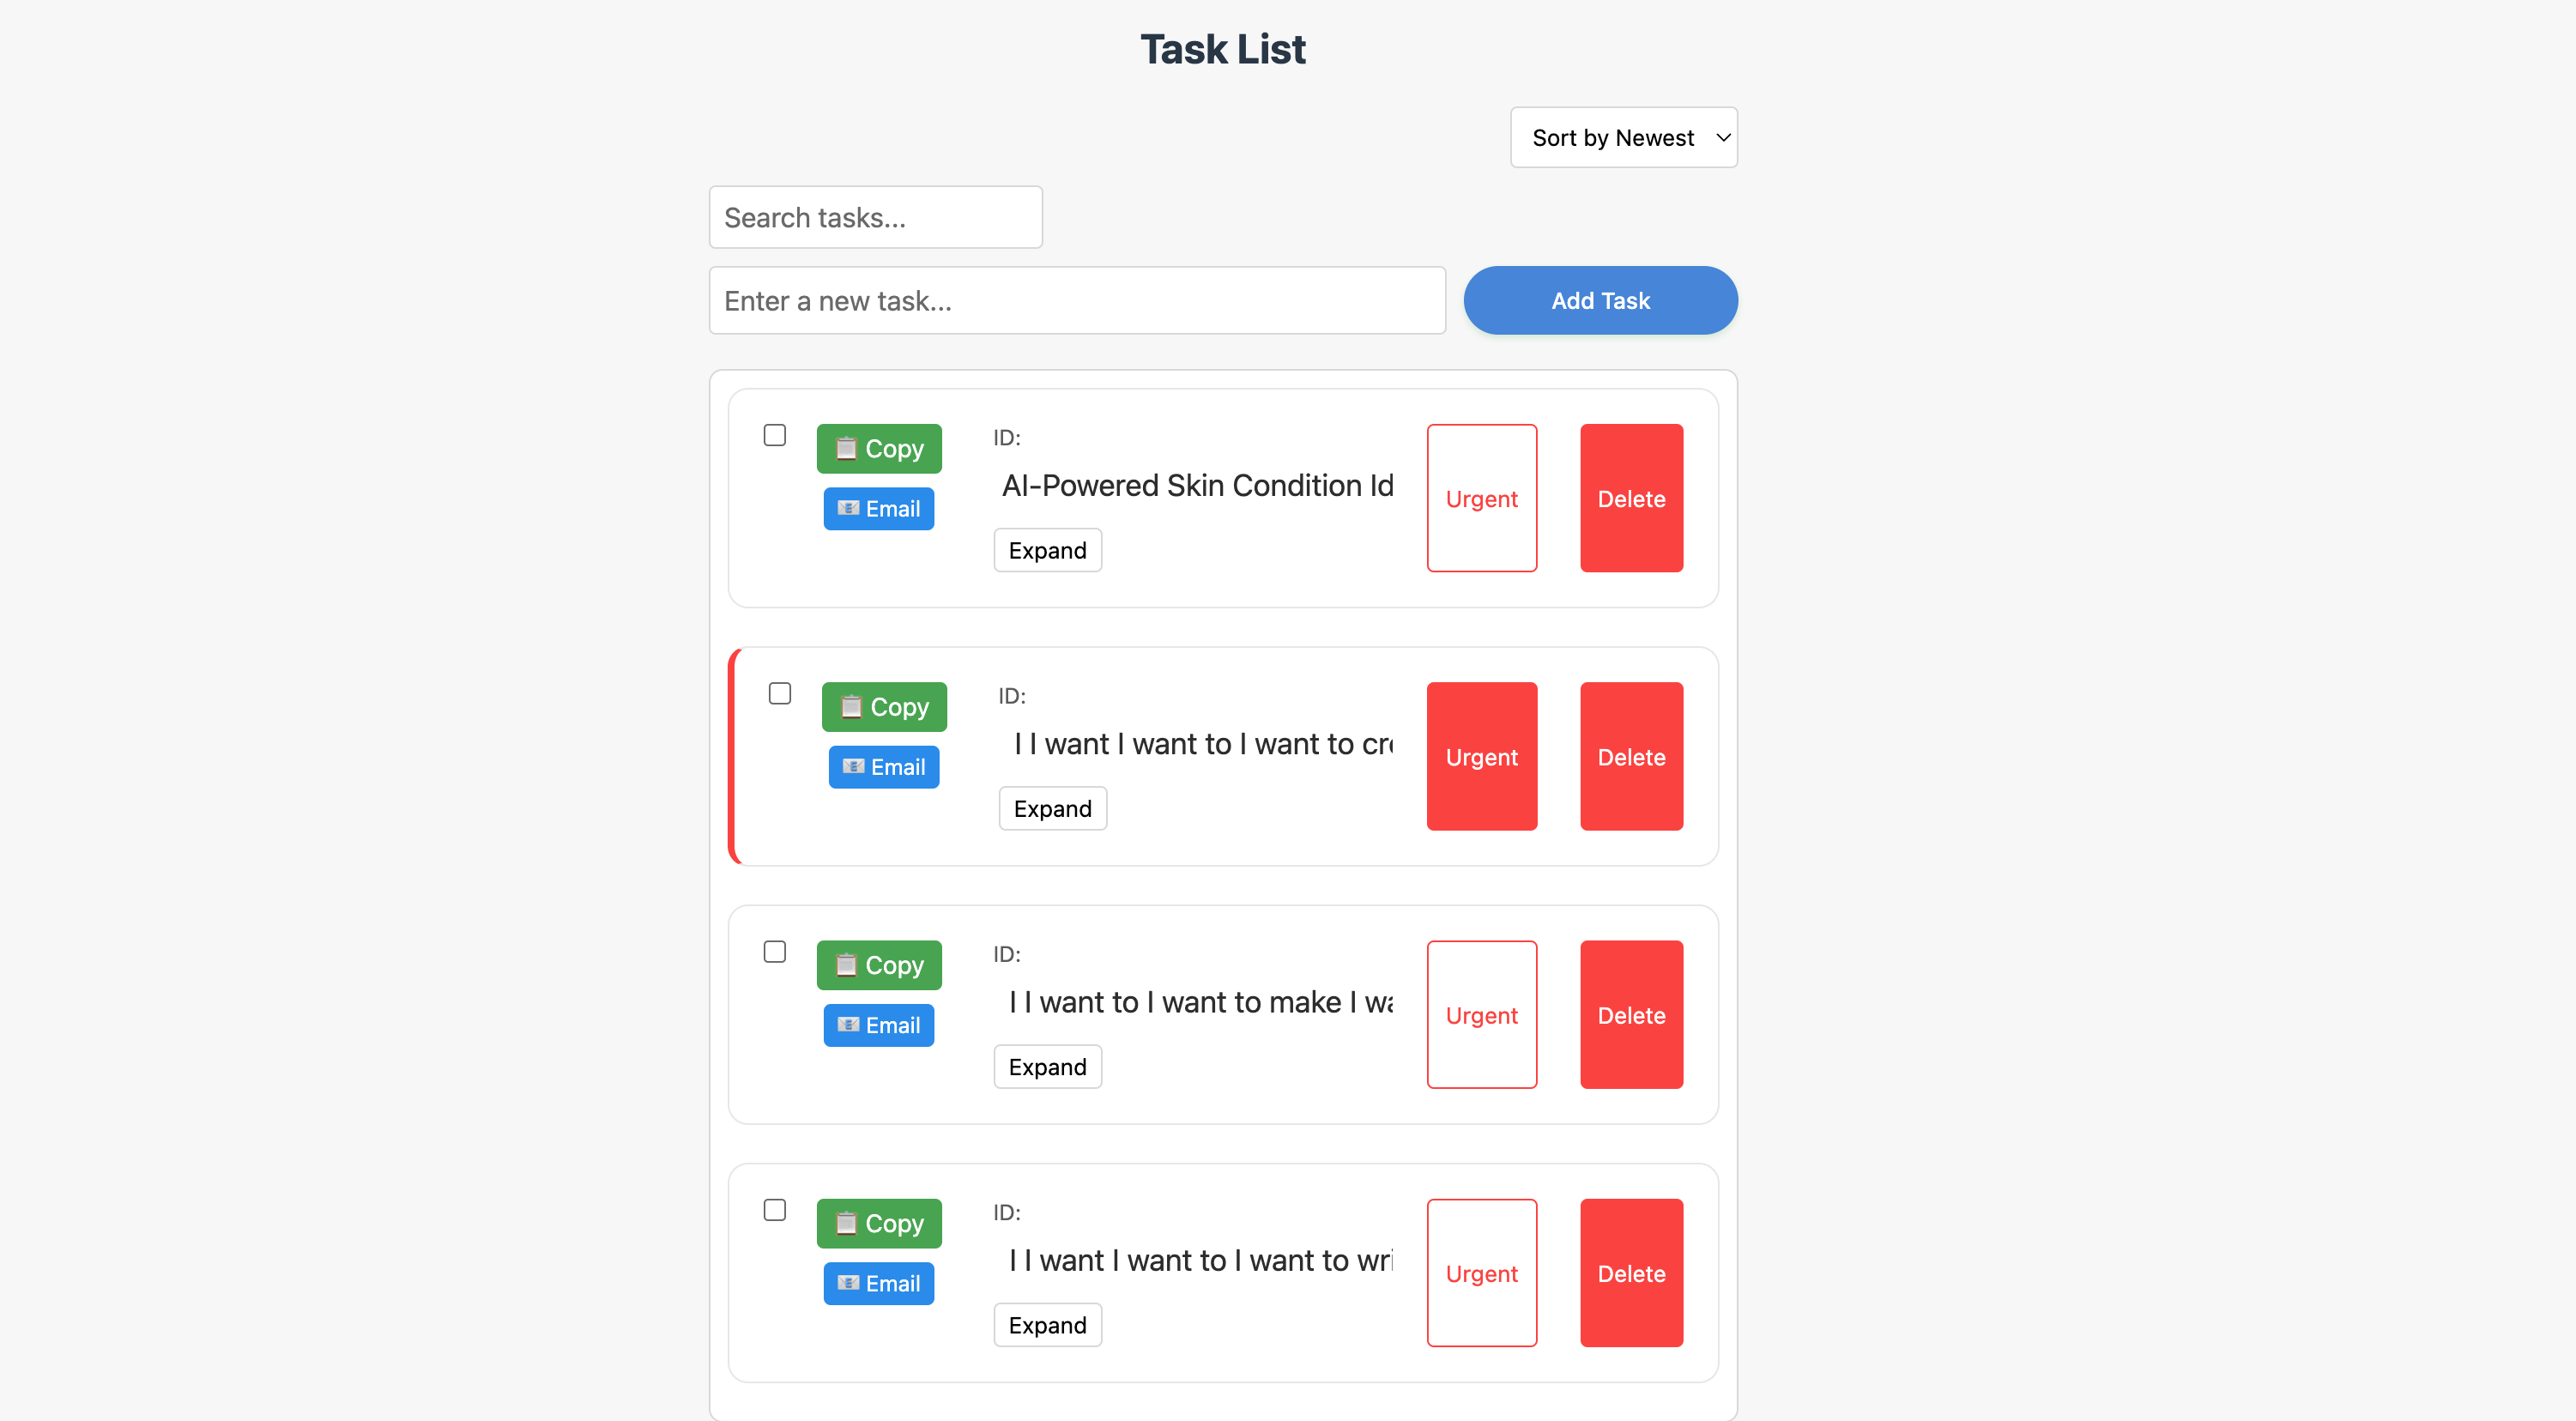 Task List
Sort by Newest
Search tasks...
Enter a new task...
Add Task
Copy
Email
ID:
AI-Powered Skin Condition Id
Expand
Urgent
Delete
Copy
Email
ID:
I I want I want to I want to cre
Expand
Urgent
Delete
Copy
Email
ID:
I I want to I want to make I wa
Expand
Urgent
Delete
Copy
Email
ID:
I I want I want to I want to wri
Expand
Urgent
Delete